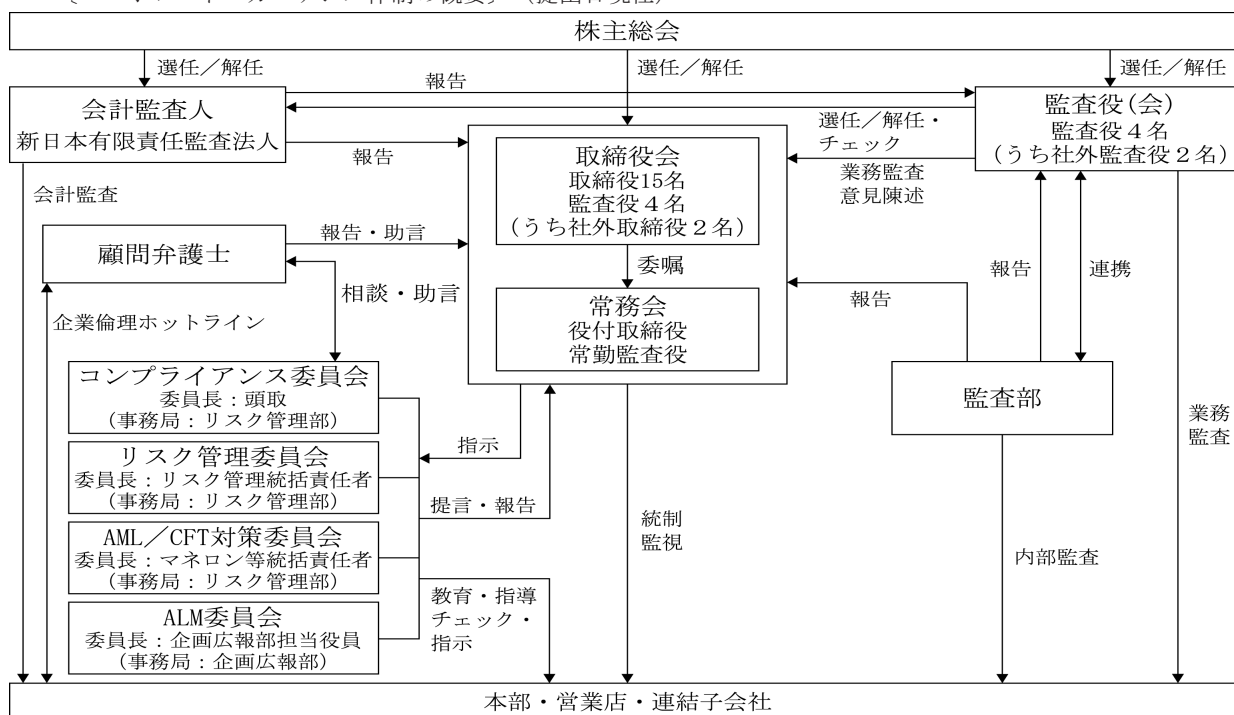 株主総会
選任／解任
選任／解任
選任／解任
報告
会計監査人
新日本有限責任監査法人
監査役(会)
監査役４名
(うち社外監査役２名)
選任／解任・
チェック
報告
取締役会
取締役15名
監査役４名
(うち社外取締役２名)
業務監査
意見陳述
会計監査
顧問弁護士
報告・助言
委嘱
報告
連携
相談・助言
報告
企業倫理ホットライン
常務会
役付取締役
常勤監査役
コンプライアンス委員会
委員長：頭取
(事務局：リスク管理部)
監査部
業務
監査
指示
リスク管理委員会
委員長：リスク管理統括責任者
(事務局：リスク管理部)
提言・報告
統制
監視
AML／CFT対策委員会
委員長：マネロン等統括責任者
(事務局：リスク管理部)
内部監査
教育・指導
チェック・
指示
ALM委員会
委員長：企画広報部担当役員
(事務局：企画広報部)
本部・営業店・連結子会社